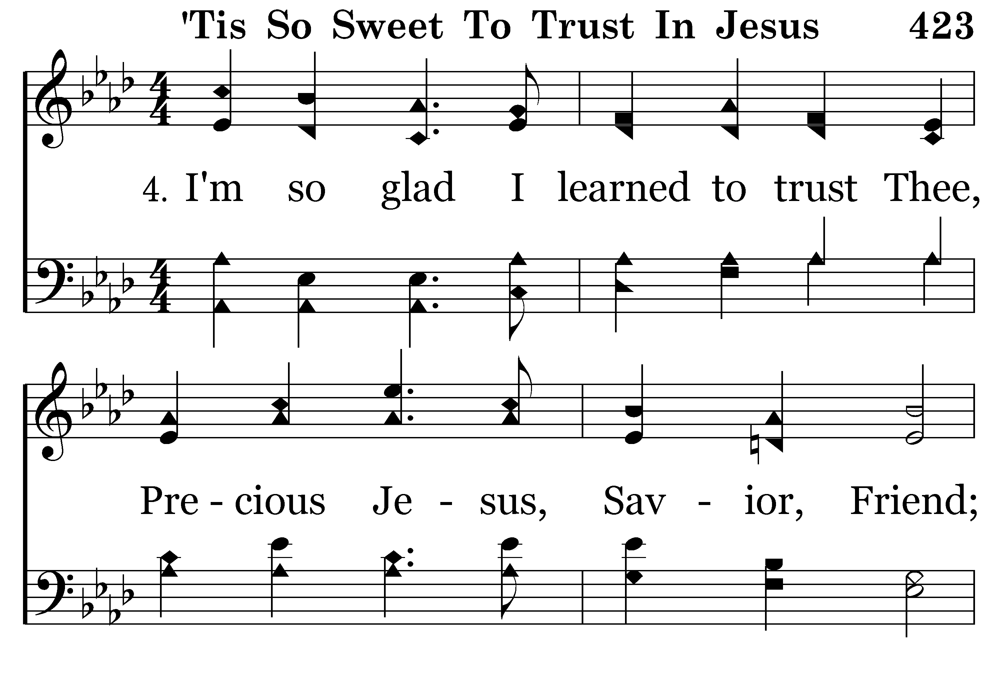 'Tis So Sweet To Trust In Jesus 423
4. I'm so glad I learned to trust Thee,
Pre - cious Je - sus, Sav - ior, Friend;